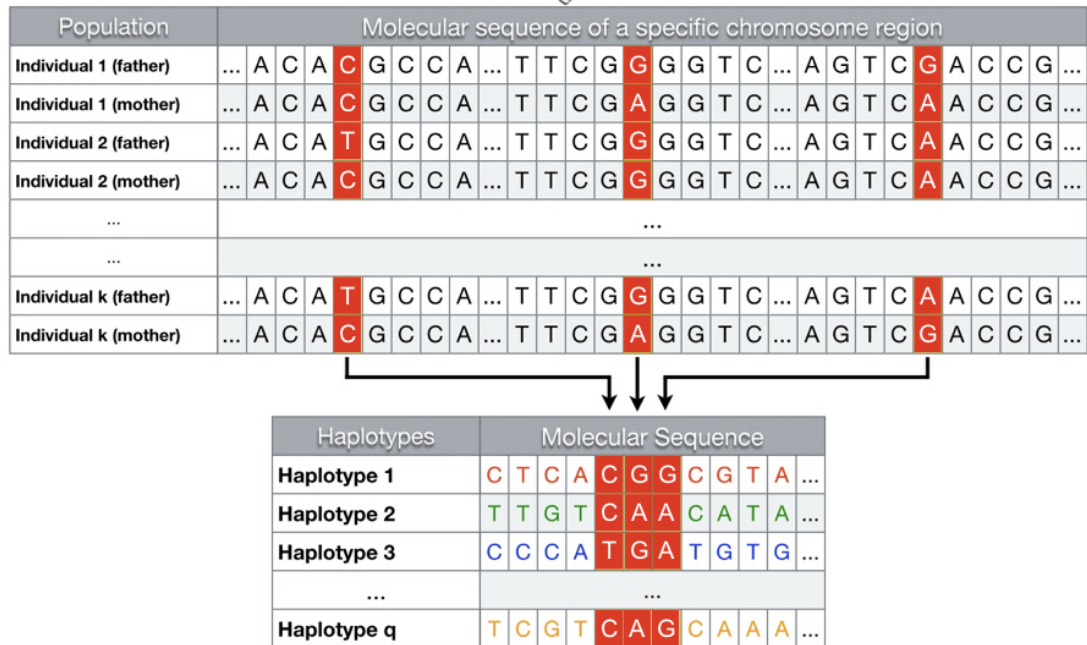 Population Molecular sequence of a specific chromosome region
Individual 1 (father) ... A C A C G C C A ... T T C G G G G T C ... A G T C G A C C G ...
Individual 1 (mother) ... A C A C G C C A ... T T C G A G G T C ... A G T C A A C C G ...
Individual 2 (father) ... A C A T G C C A ... T T C G G G G T C ... A G T C A A C C G ...
Individual 2 (mother) ... A C A C G C C A ... T T C G G G G T C ... A G T C A A C C G ...
... ...
... ...
Individual k (father) ... A C A T G C C A ... T T C G G G G T C ... A G T C A A C C G ...
Individual k (mother) ... A C A C G C C A ... T T C G A G G T C ... A G T C G A C C G ...
Haplotypes Molecular Sequence
Haplotype 1 C T C A C G G C G T A ...
Haplotype 2 T T G T C A A C A T A ...
Haplotype 3 C C C A T G A T G T G ...
... ...
Haplotype q T C G T C A G C A A A ...